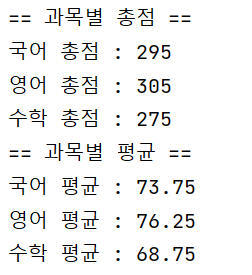 == 과목별 총점 ==
국어 총점 : 295
영어 총점 : 305
수학 총점 : 275
== 과목별 평균 ==
국어 평균 : 73.75
영어 평균 : 76.25
수학 평균 : 68.75